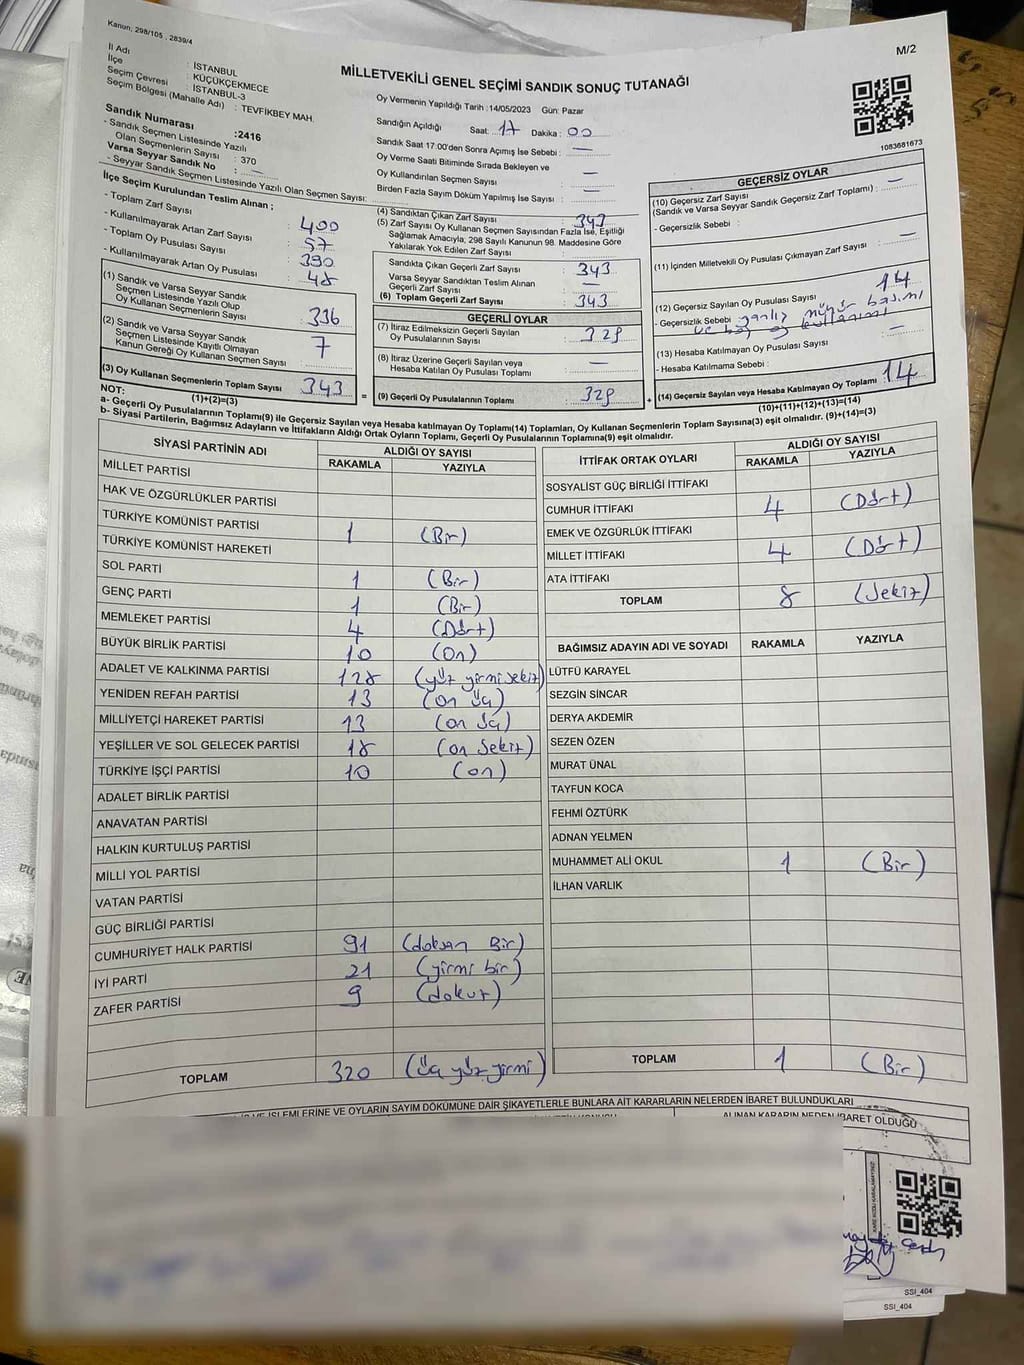 Kanun, 298/105 , 2839/4
M/2
İl Adı : İSTANBUL
İlçe : KÜÇÜKÇEKMECE
Seçim Çevresi : İSTANBUL-3
Seçim Bölgesi (Mahalle Adı) : TEVFİKBEY MAH.
MİLLETVEKİLİ GENEL SEÇİMİ SANDIK SONUÇ TUTANAĞI
Oy Vermenin Yapıldığı Tarih :14/05/2023 Gün: Pazar
1083681673
Sandık Numarası :2416
- Sandık Seçmen Listesinde Yazılı
Olan Seçmenlerin Sayısı : 370
Varsa Seyyar Sandık No : —
- Seyyar Sandık Seçmen Listesinde Yazılı Olan Seçmen Sayısı:
Sandığın Açıldığı Saat: 17 Dakika : 00
Sandık Saat 17.00'den Sonra Açımış İse Sebebi : —
Oy Verme Saati Bitiminde Sırada Bekleyen ve
Oy Kullandırılan Seçmen Sayısı : —
Birden Fazla Sayım Döküm Yapılmış İse Sayısı : —
İlçe Seçim Kurulundan Teslim Alınan ;
- Toplam Zarf Sayısı : 400
- Kullanılmayarak Artan Zarf Sayısı : 57
- Toplam Oy Pusulası Sayısı : 390
- Kullanılmayarak Artan Oy Pusulası : 48
(1) Sandık ve Varsa Seyyar Sandık
Seçmen Listesinde Yazılı Olup
Oy Kullanan Seçmenlerin Sayısı : 336
(2) Sandık ve Varsa Seyyar Sandık
Seçmen Listesinde Kayıtlı Olmayan
Kanun Gereği Oy Kullanan Seçmen Sayısı : 7
(3) Oy Kullanan Seçmenlerin Toplam Sayısı : 343
(1)+(2)=(3)
(4) Sandıktan Çıkan Zarf Sayısı : 343
(5) Zarf Sayısı Oy Kullanan Seçmen Sayısından Fazla İse, Eşitliği
Sağlamak Amacıyla; 298 Sayılı Kanunun 98. Maddesine Göre
Yakılarak Yok Edilen Zarf Sayısı :
Sandıkta Çıkan Geçerli Zarf Sayısı : 343
Varsa Seyyar Sandıktan Teslim Alınan
Geçerli Zarf Sayısı : —
(6) Toplam Geçerli Zarf Sayısı : 343
GEÇERLİ OYLAR
(7) İtiraz Edilmeksizin Geçerli Sayılan
Oy Pusulalarının Sayısı : 329
(8) İtiraz Üzerine Geçerli Sayılan veya
Hesaba Katılan Oy Pusulası Toplamı : —
(9) Geçerli Oy Pusulalarının Toplamı : 329
GEÇERSİZ OYLAR
(10) Geçersiz Zarf Sayısı
(Sandık ve Varsa Seyyar Sandık Geçersiz Zarf Toplamı) : —
- Geçersizlik Sebebi :
(11) İçinden Milletvekili Oy Pusulası Çıkmayan Zarf Sayısı : —
(12) Geçersiz Sayılan Oy Pusulası Sayısı : 14
- Geçersizlik Sebebi : yanlış mühür basımı
ve boş oy kullanımı
(13) Hesaba Katılmayan Oy Pusulası Sayısı : —
- Hesaba Katılmama Sebebi :
(14) Geçersiz Sayılan veya Hesaba Katılmayan Oy Toplamı : 14
(10)+(11)+(12)+(13)=(14)
NOT:
a- Geçerli Oy Pusulalarının Toplamı(9) ile Geçersiz Sayılan veya Hesaba katılmayan Oy Toplamı(14) Toplamları, Oy Kullanan Seçmenlerin Toplam Sayısına(3) eşit olmalıdır. (9)+(14)=(3)
b- Siyasi Partilerin, Bağımsız Adayların ve İttifakların Aldığı Ortak Oyların Toplamı, Geçerli Oy Pusulalarının Toplamına(9) eşit olmalıdır.
SİYASİ PARTİNİN ADI ALDIĞI OY SAYISI
RAKAMLA YAZIYLA
MİLLET PARTİSİ
HAK VE ÖZGÜRLÜKLER PARTİSİ
TÜRKİYE KOMÜNİST PARTİSİ 1 (Bir)
TÜRKİYE KOMÜNİST HAREKETİ
SOL PARTİ 1 (Bir)
GENÇ PARTİ 1 (Bir)
MEMLEKET PARTİSİ 4 (Dört)
BÜYÜK BİRLİK PARTİSİ 10 (On)
ADALET VE KALKINMA PARTİSİ 128 (yüz yirmi sekiz)
YENİDEN REFAH PARTİSİ 13 (on üç)
MİLLİYETÇİ HAREKET PARTİSİ 13 (on üç)
YEŞİLLER VE SOL GELECEK PARTİSİ 18 (on sekiz)
TÜRKİYE İŞÇİ PARTİSİ 10 (on)
ADALET BİRLİK PARTİSİ
ANAVATAN PARTİSİ
HALKIN KURTULUŞ PARTİSİ
MİLLİ YOL PARTİSİ
VATAN PARTİSİ
GÜÇ BİRLİĞİ PARTİSİ
CUMHURİYET HALK PARTİSİ 91 (doksan Bir)
İYİ PARTİ 21 (yirmi bir)
ZAFER PARTİSİ 9 (dokuz)
TOPLAM 320 (üç yüz yirmi)
İTTİFAK ORTAK OYLARI ALDIĞI OY SAYISI
RAKAMLA YAZIYLA
SOSYALİST GÜÇ BİRLİĞİ İTTİFAKI
CUMHUR İTTİFAKI 4 (Dört)
EMEK VE ÖZGÜRLÜK İTTİFAKI
MİLLET İTTİFAKI 4 (Dört)
ATA İTTİFAKI
TOPLAM 8 (Sekiz)
BAĞIMSIZ ADAYIN ADI VE SOYADI RAKAMLA YAZIYLA
LÜTFÜ KARAYEL
SEZGİN SİNCAR
DERYA AKDEMİR
SEZEN ÖZEN
MURAT ÜNAL
TAYFUN KOCA
FEHMİ ÖZTÜRK
ADNAN YELMEN
MUHAMMET ALİ OKUL 1 (Bir)
İLHAN VARLIK
TOPLAM 1 (Bir)
VE İŞLEMLERİNE VE OYLARIN SAYIM DÖKÜMÜNE DAİR ŞİKAYETLERLE BUNLARA AİT KARARLARIN NELERDEN İBARET BULUNDUKLARI
ALINAN KARARIN NEDEN İBARET OLDUĞU
SSI_404
SSI_404